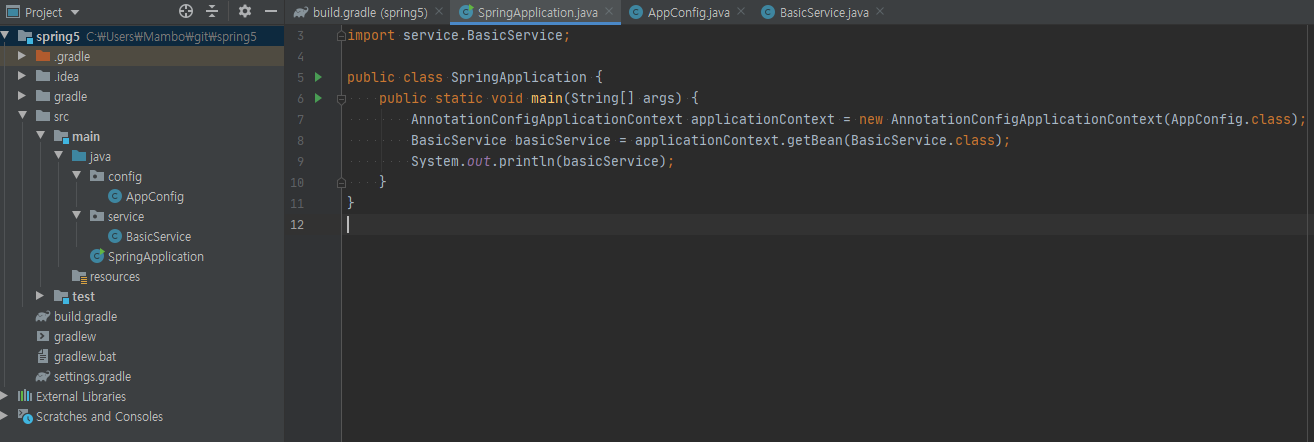 Project
build.gradle (spring5)
SpringApplication.java
AppConfig.java
BasicService.java
spring5 C:₩Users₩Mambo₩git₩spring5
.gradle
.idea
gradle
src
main
java
config
AppConfig
service
BasicService
SpringApplication
resources
test
build.gradle
gradlew
gradlew.bat
settings.gradle
External Libraries
Scratches and Consoles
3 import service.BasicService;
4
5 public class SpringApplication {
6 public static void main(String[] args) {
7 AnnotationConfigApplicationContext applicationContext = new AnnotationConfigApplicationContext(AppConfig.class);
8 BasicService basicService = applicationContext.getBean(BasicService.class);
9 System.out.println(basicService);
10 }
11 }
12